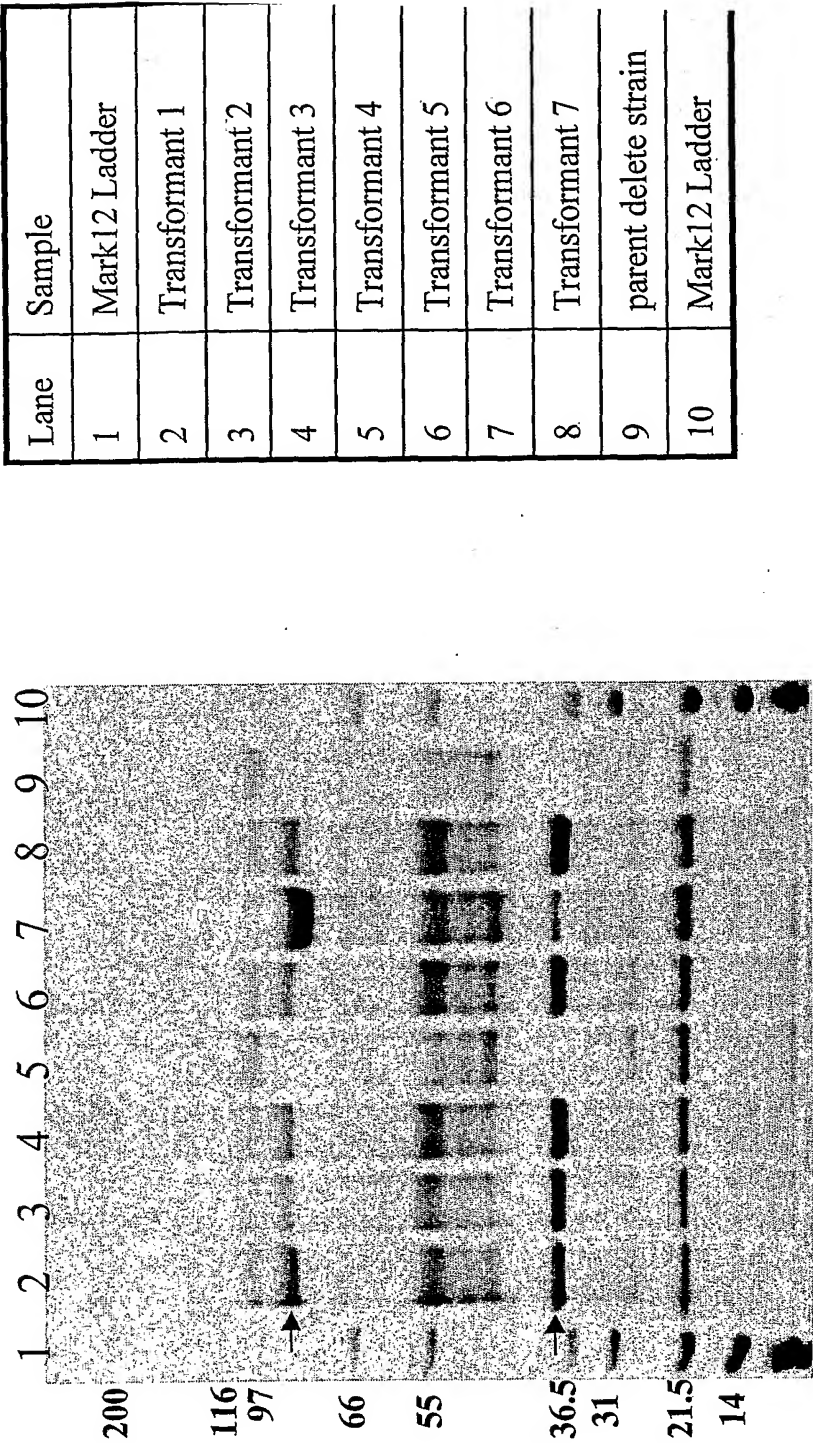 Lane Sample
1 Mark12 Ladder
2 Transformant 1
3 Transformant 2
4 Transformant 3
5 Transformant 4
6 Transformant 5
7 Transformant 6
8 Transformant 7
9 parent delete strain
10 Mark12 Ladder
1 2 3 4 5 6 7 8 9 10
200
116
97
66
55
36.5
31
21.5
14